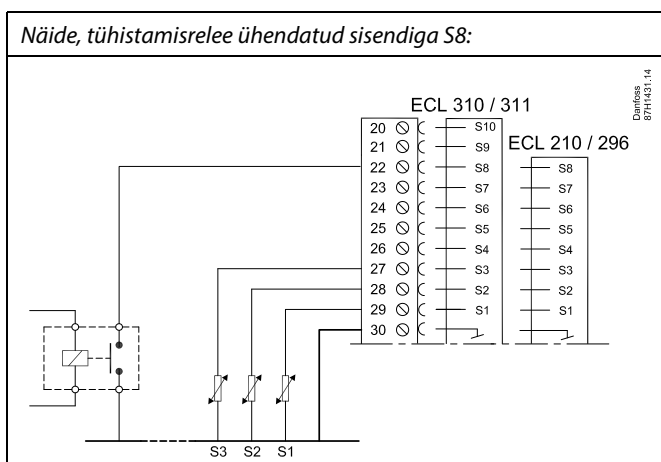 Näide, tühistamisrelee ühendatud sisendiga S8:
Danfoss
87H1431.14
ECL 310 / 311
ECL 210 / 296
20 S10
21 S9
22 S8 S8
23 S7 S7
24 S6 S6
25 S5 S5
26 S4 S4
27 S3 S3
28 S2 S2
29 S1 S1
30
S3 S2 S1